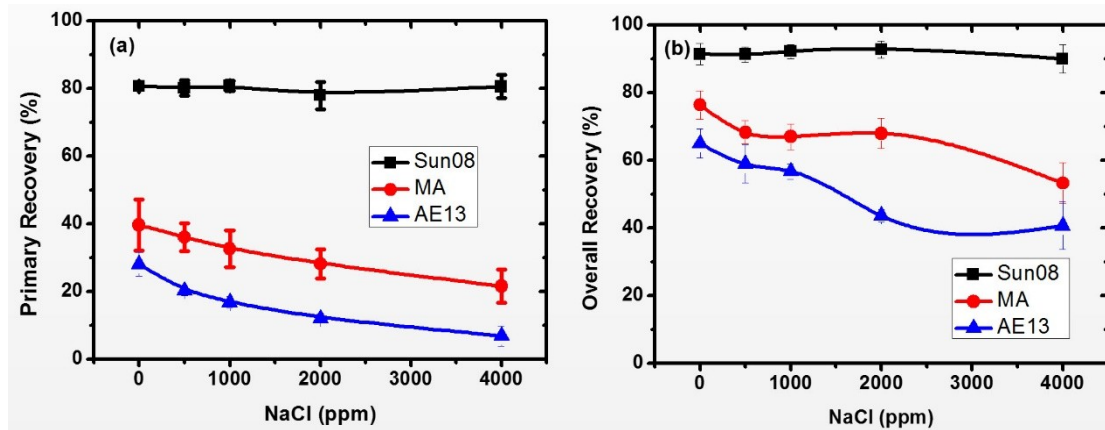 (a)
Primary Recovery (%)
100
80
60
40
20
0
Sun08
MA
AE13
0 1000 2000 3000 4000
NaCl (ppm)
(b)
Overall Recovery (%)
100
80
60
40
20
0
Sun08
MA
AE13
0 1000 2000 3000 4000
NaCl (ppm)